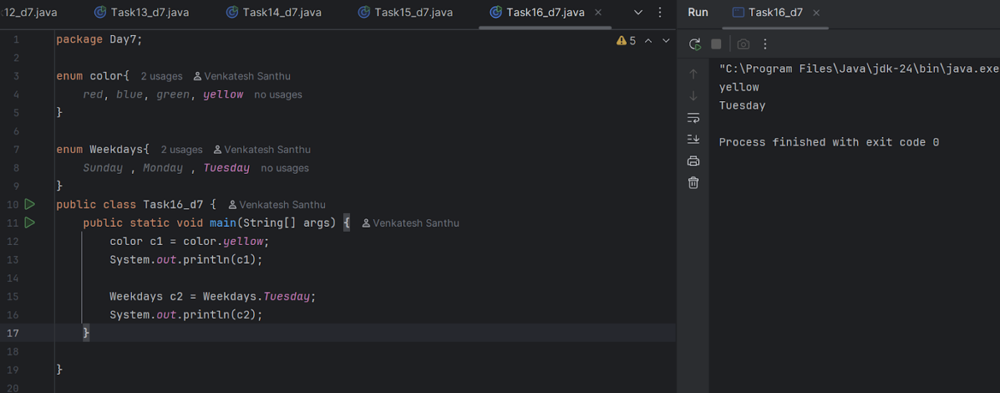 12_d7.java Task13_d7.java Task14_d7.java Task15_d7.java Task16_d7.java
1 package Day7;
2
3 enum color{ 2 usages Venkatesh Santhu
4 red, blue, green, yellow no usages
5 }
6
7 enum Weekdays{ 2 usages Venkatesh Santhu
8 Sunday , Monday , Tuesday no usages
9 }
10 public class Task16_d7 { Venkatesh Santhu
11 public static void main(String[] args) { Venkatesh Santhu
12 color c1 = color.yellow;
13 System.out.println(c1);
14
15 Weekdays c2 = Weekdays.Tuesday;
16 System.out.println(c2);
17 }
18
19 }
20
5
Run Task16_d7
"C:\Program Files\Java\jdk-24\bin\java.exe
yellow
Tuesday
Process finished with exit code 0